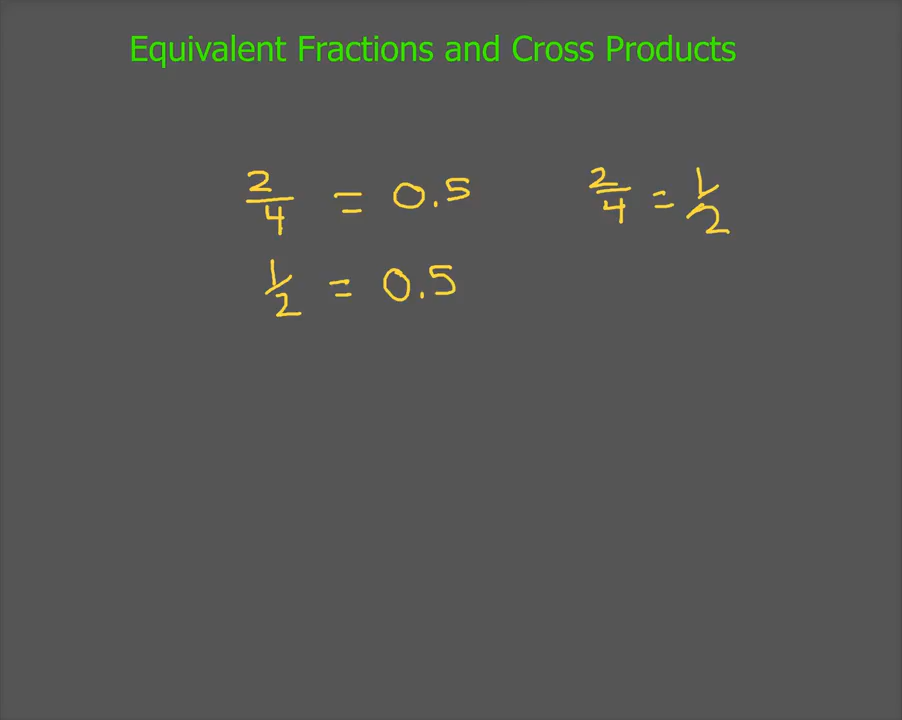 Equivalent Fractions and Cross Products
2/4 = 0.5
2/4 = 1/2
1/2 = 0.5